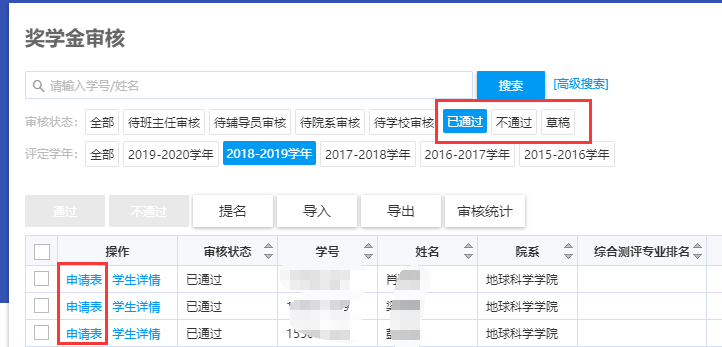 奖学金审核
请输入学号/姓名 搜索 [高级搜索]
审核状态: 全部 待班主任审核 待辅导员审核 待院系审核 待学校审核 已通过 不通过 草稿
评定学年: 全部 2019-2020学年 2018-2019学年 2017-2018学年 2016-2017学年 2015-2016学年
通过 不通过 提名 导入 导出 审核统计
操作 审核状态 学号 姓名 院系 综合测评专业排名
申请表 学生详情 已通过 肖 地球科学学院
申请表 学生详情 已通过 地球科学学院
申请表 学生详情 已通过 地球科学学院